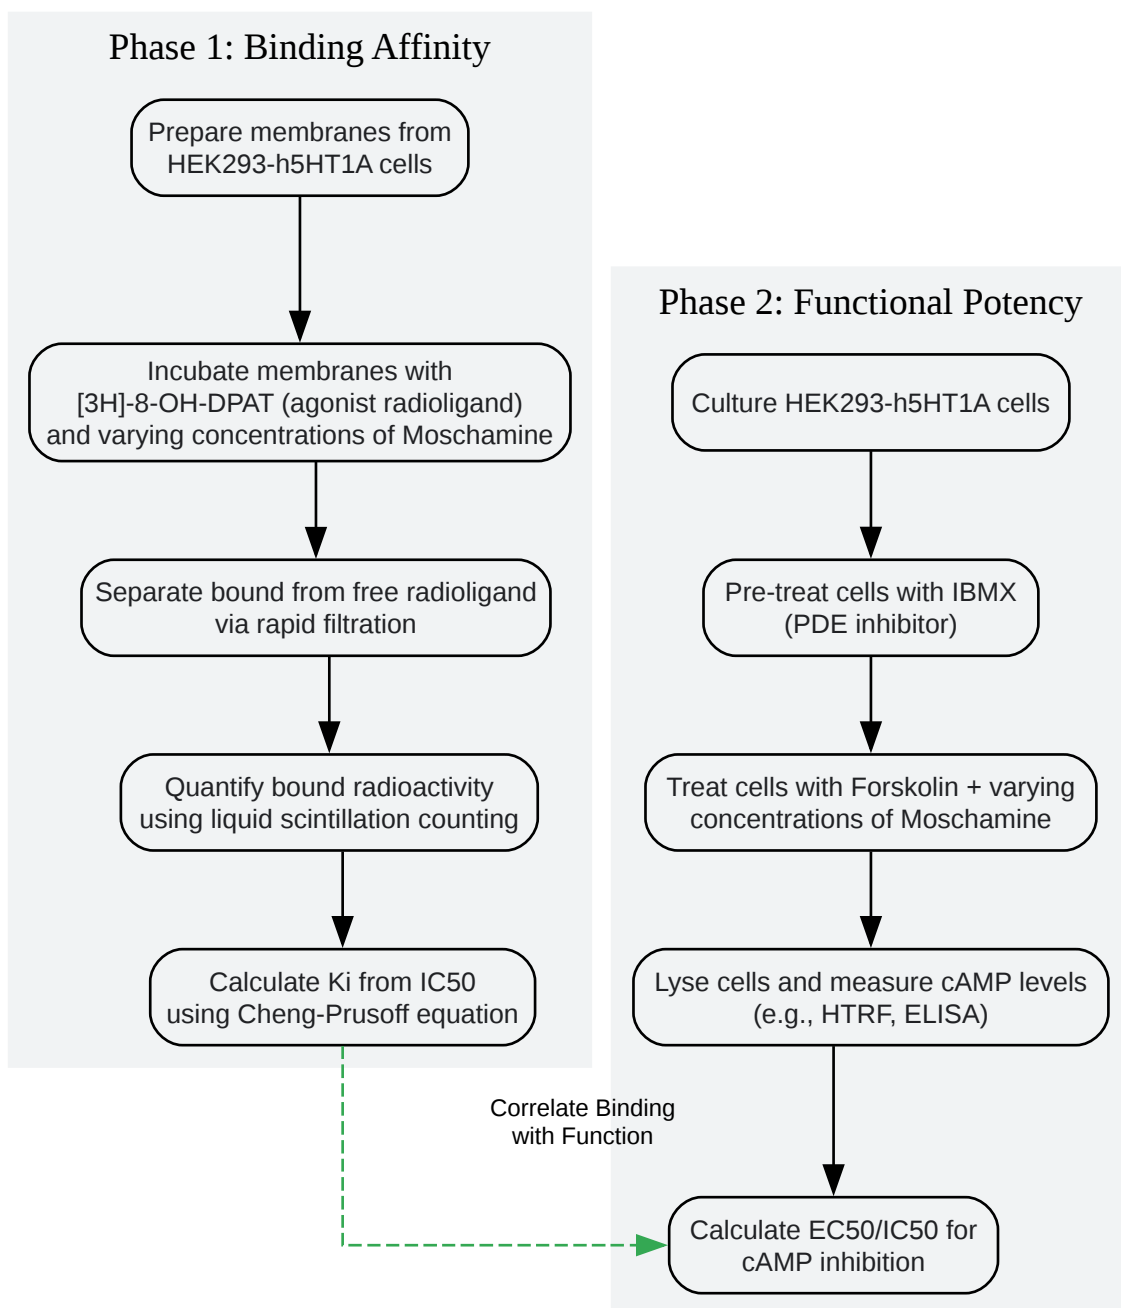 Phase 1: Binding Affinity
Prepare membranes from
HEK293-h5HT1A cells
Incubate membranes with
[3H]-8-OH-DPAT (agonist radioligand)
and varying concentrations of Moschamine
Separate bound from free radioligand
via rapid filtration
Quantify bound radioactivity
using liquid scintillation counting
Calculate Ki from IC50
using Cheng-Prusoff equation
Correlate Binding
with Function
Phase 2: Functional Potency
Culture HEK293-h5HT1A cells
Pre-treat cells with IBMX
(PDE inhibitor)
Treat cells with Forskolin + varying
concentrations of Moschamine
Lyse cells and measure cAMP levels
(e.g., HTRF, ELISA)
Calculate EC50/IC50 for
cAMP inhibition